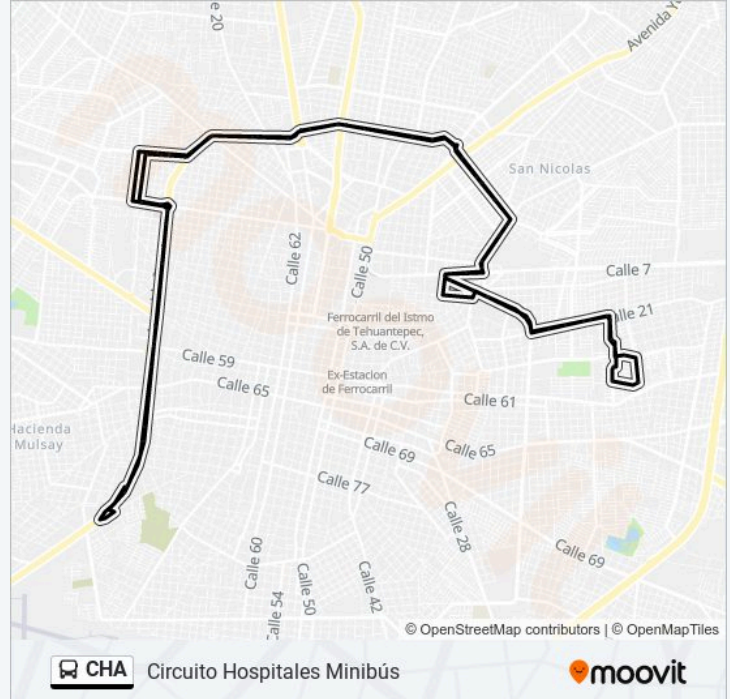 e 20
Avenida Y
San Nicolas
Calle 62
Calle 50
Calle 7
alle 21
Ferrocarril del Istmo
de Tehuantepec,
S.A. de C.V.
Calle 59
Ex-Estacion
de Ferrocarril
Calle 65
Calle 61
Hacienda
Mulsay
Calle 69
Calle 65
Calle 77
Calle 28
Calle 60
Calle 69
Calle 50
Calle 42
Calle 54
© OpenStreetMap contributors | © OpenMapTiles
CHA Circuito Hospitales Minibús
moovit